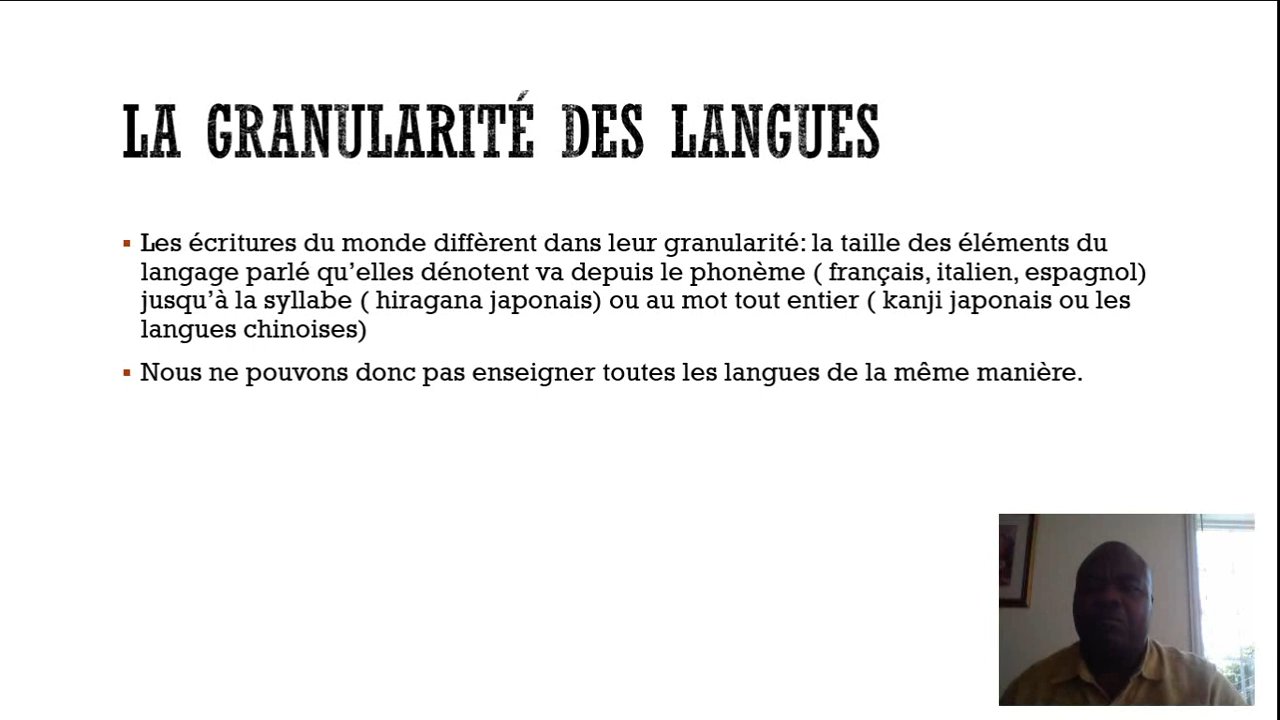 LA GRANULARITÉ DES LANGUES
▪ Les écritures du monde diffèrent dans leur granularité: la taille des éléments du
langage parlé qu’elles dénotent va depuis le phonème ( français, italien, espagnol)
jusqu’à la syllabe ( hiragana japonais) ou au mot tout entier ( kanji japonais ou les
langues chinoises)
▪ Nous ne pouvons donc pas enseigner toutes les langues de la même manière.